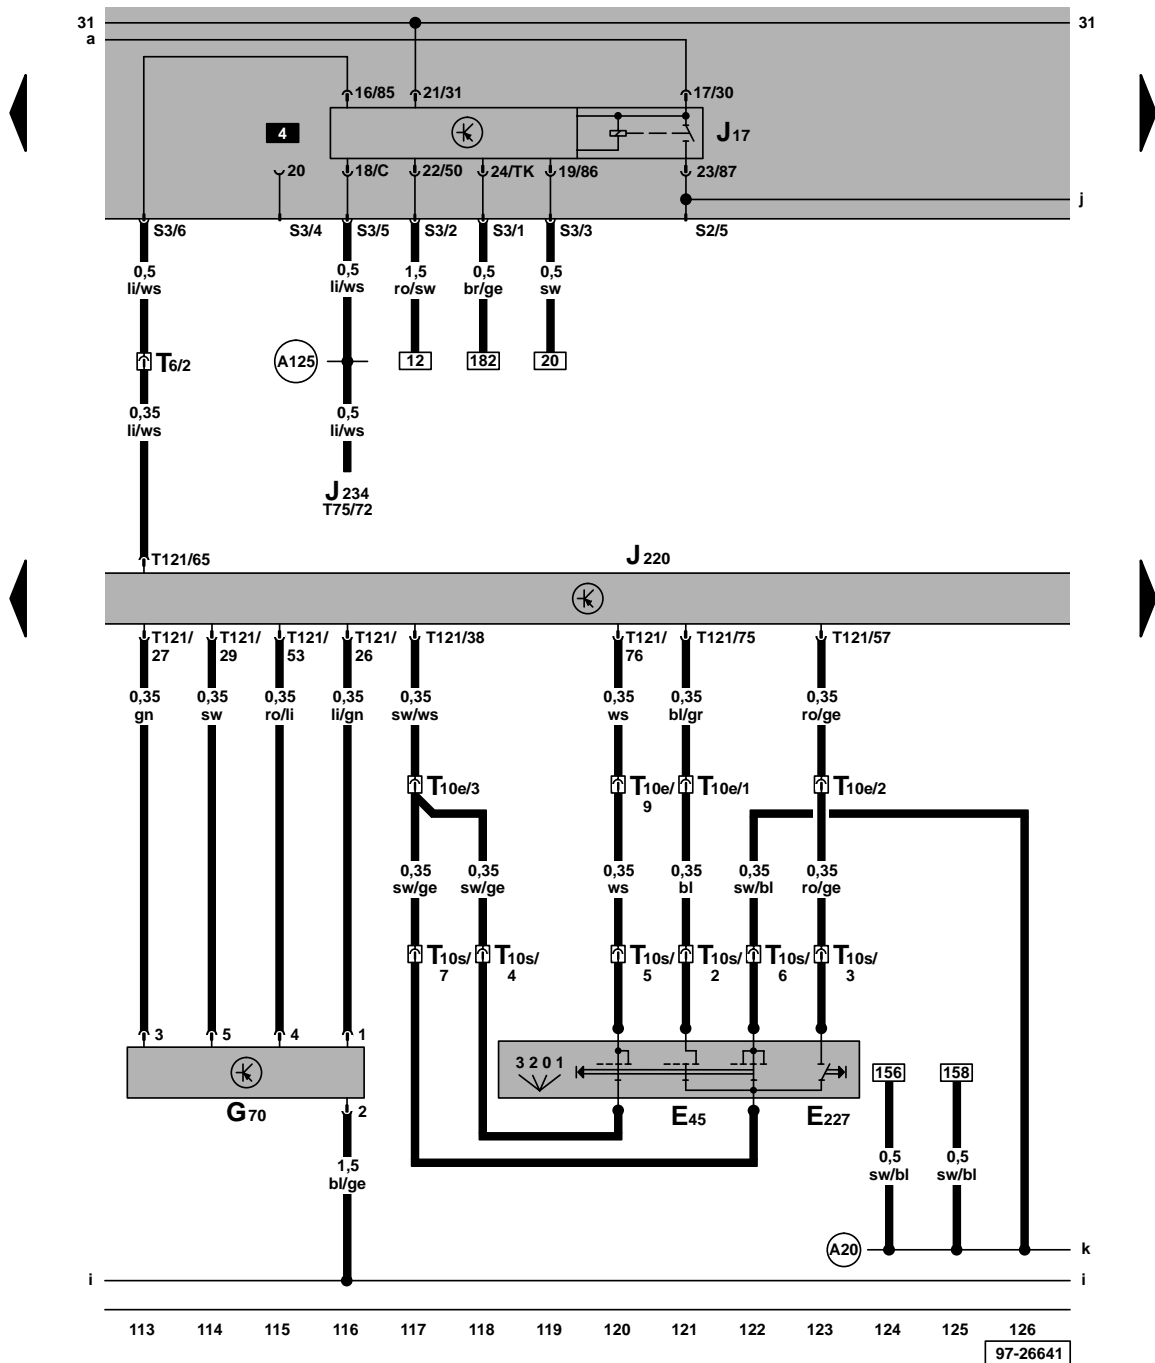 31 31
a
16/85 21/31 17/30
4 J17
20 18/C 22/50 24/TK 19/86 23/87
j
S3/6 S3/4 S3/5 S3/2 S3/1 S3/3 S2/5
0,5 0,5 1,5 0,5 0,5
li/ws li/ws ro/sw br/ge sw
T6/2 A125 12 182 20
0,35 0,5
li/ws li/ws
J234
T75/72
T121/65 J220
T121/ T121/ T121/ T121/ T121/38 T121/ T121/75 T121/57
27 29 53 26 76
0,35 0,35 0,35 0,35 0,35 0,35 0,35 0,35
gn sw ro/li li/gn sw/ws ws bl/gr ro/ge
T10e/3 T10e/ T10e/1 T10e/2
9
0,35 0,35 0,35 0,35 0,35 0,35
sw/ge sw/ge ws bl sw/bl ro/ge
T10s/ T10s/ T10s/ T10s/ T10s/ T10s/
7 4 5 2 6 3
3 5 4 1
3 2 0 1 156 158
G70 2 E45 E227
1,5 0,5 0,5
bl/ge sw/bl sw/bl
A20 k
i i
113 114 115 116 117 118 119 120 121 122 123 124 125 126
97-26641